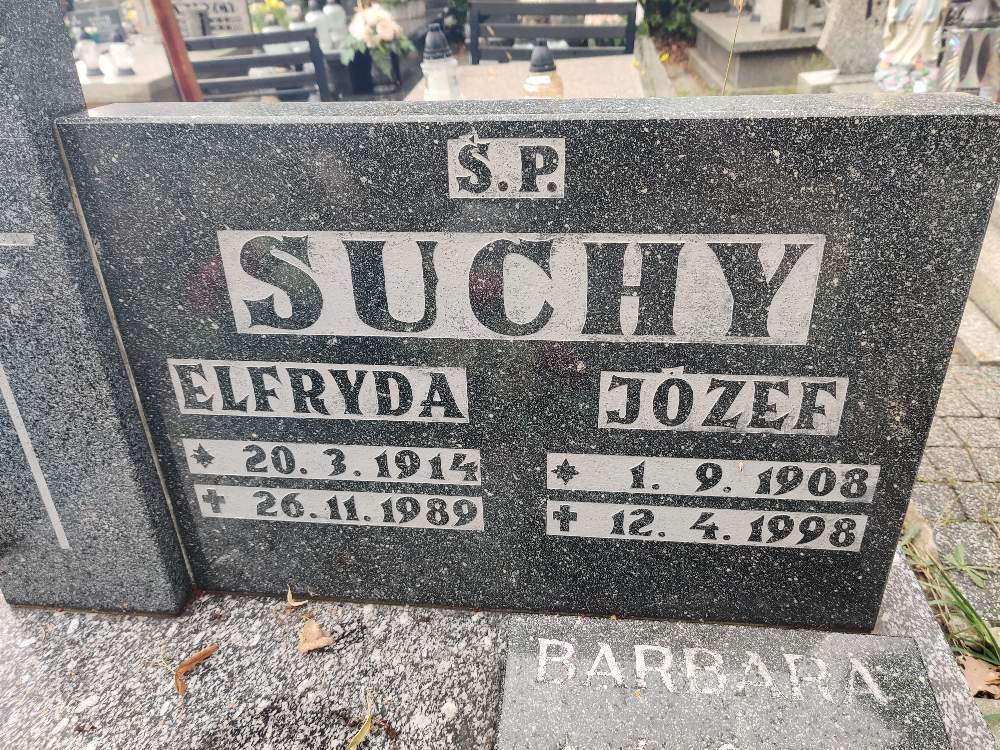 Ś.P.
SUCHY
ELFRYDA
JÓZEF
* 20. 3. 1914
✝ 26. 11. 1989
* 1. 9. 1908
✝ 12. 4. 1998
BARBARA